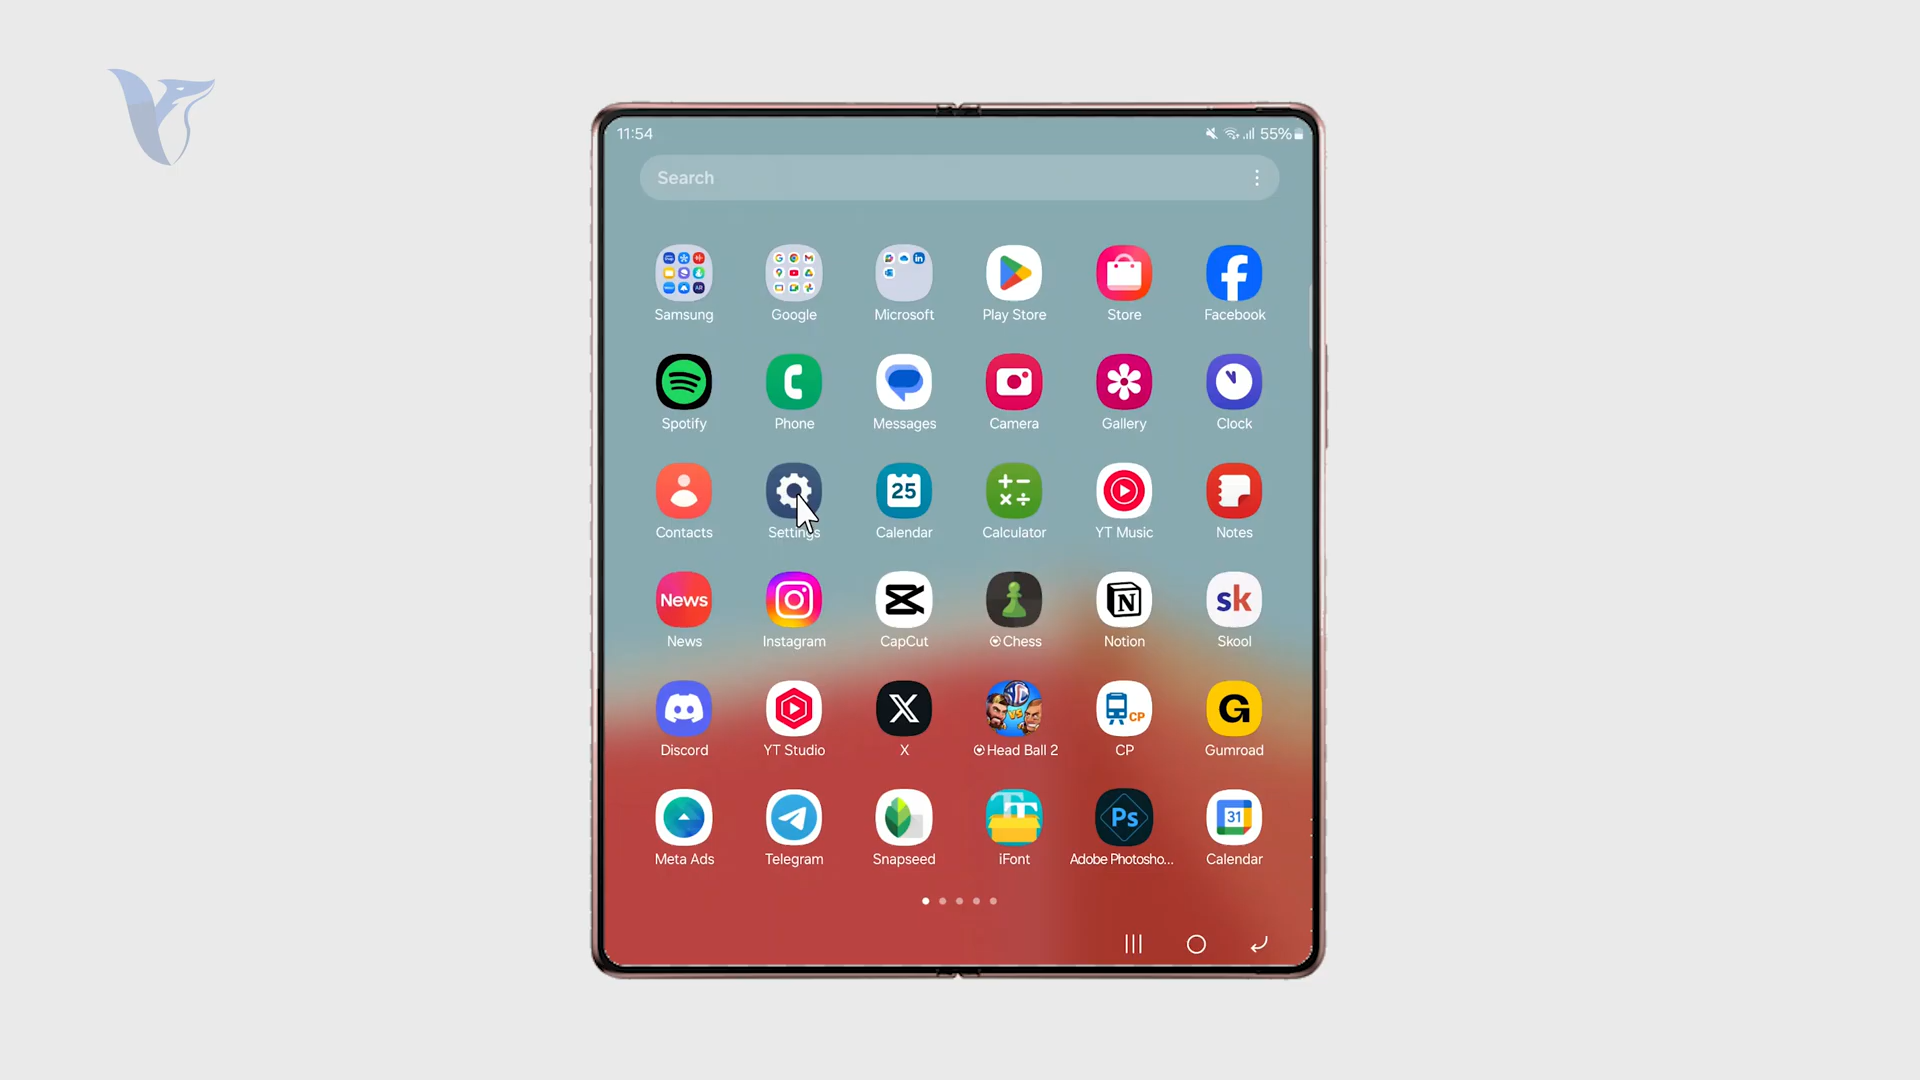 11:54 55%
Search
Samsung Google Microsoft Play Store Store Facebook
Spotify Phone Messages Camera Gallery Clock
25
Contacts Settings Calendar Calculator YT Music Notes
News N sk
News Instagram CapCut Chess Notion Skool
X VS CP G
Discord YT Studio X Head Ball 2 CP Gumroad
Ps 31
Meta Ads Telegram Snapseed iFont Adobe Photosho... Calendar